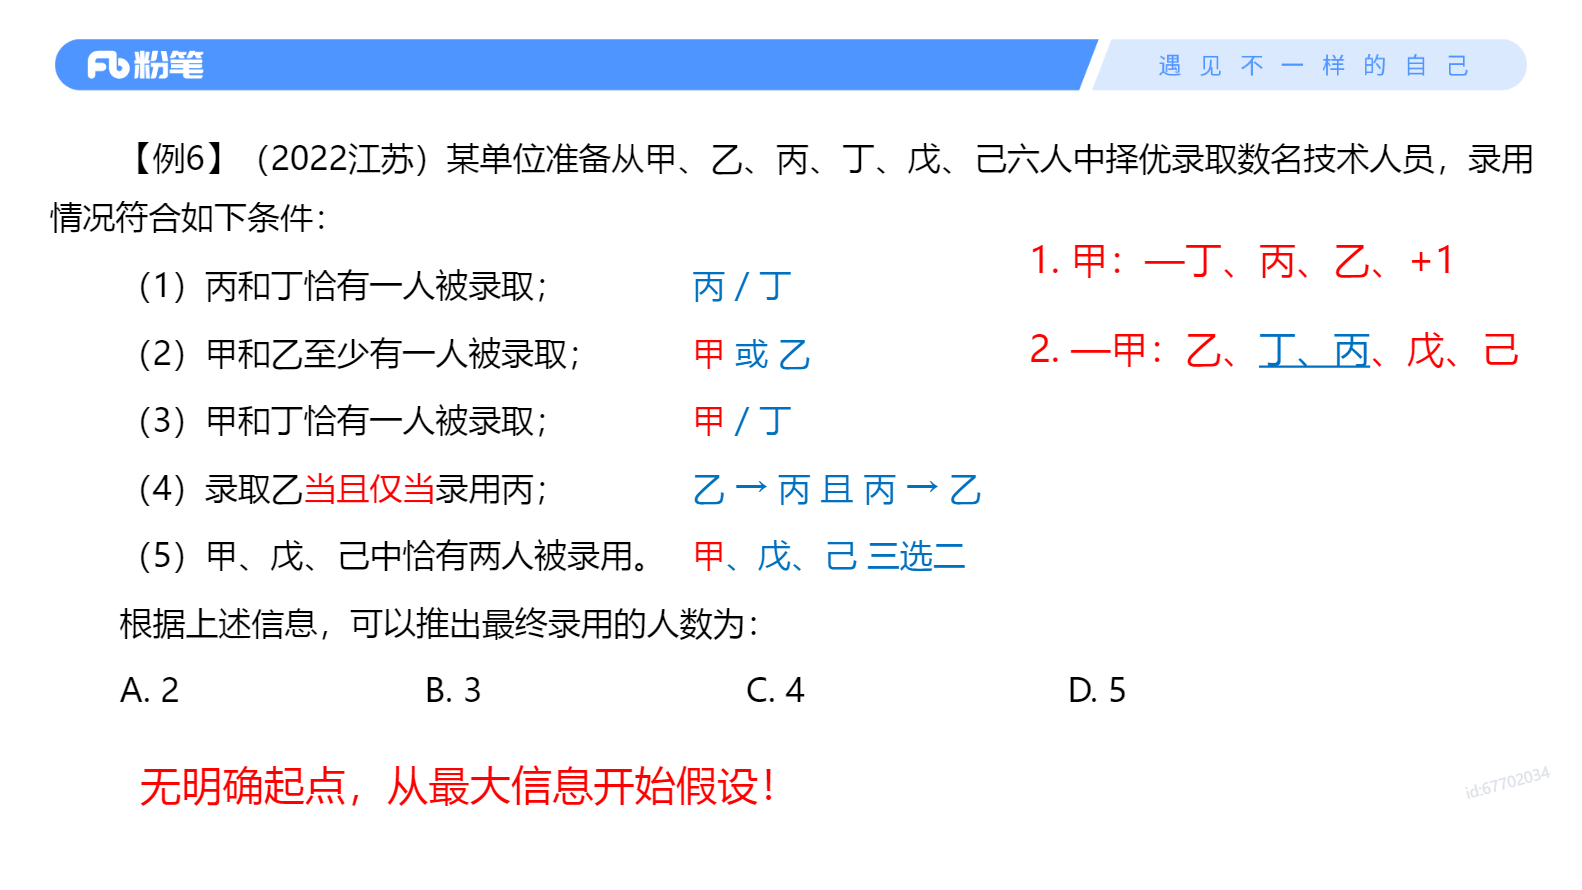 粉笔 遇见不一样的自己
【例6】（2022江苏）某单位准备从甲、乙、丙、丁、戊、己六人中择优录取数名技术人员，录用
情况符合如下条件：
（1）丙和丁恰有一人被录取； 丙 / 丁
（2）甲和乙至少有一人被录取； 甲 或 乙
（3）甲和丁恰有一人被录取； 甲 / 丁
（4）录取乙当且仅当录用丙； 乙 → 丙 且 丙 → 乙
（5）甲、戊、己中恰有两人被录用。 甲、戊、己 三选二
1. 甲：—丁、丙、乙、+1
2. —甲：乙、丁、丙、戊、己
根据上述信息，可以推出最终录用的人数为：
A. 2 B. 3 C. 4 D. 5
无明确起点，从最大信息开始假设！
id:67702034